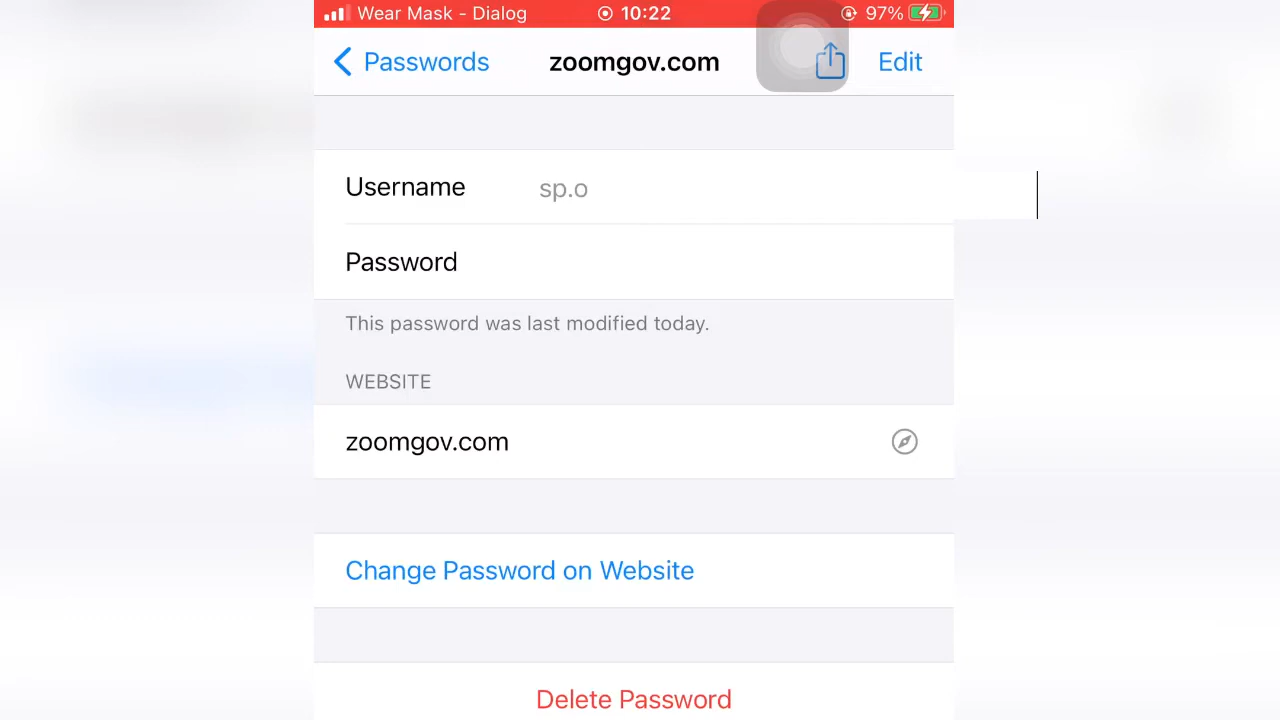 Wear Mask - Dialog 10:22 97%
Passwords zoomgov.com Edit
Username sp.o
Password
This password was last modified today.
WEBSITE
zoomgov.com
Change Password on Website
Delete Password